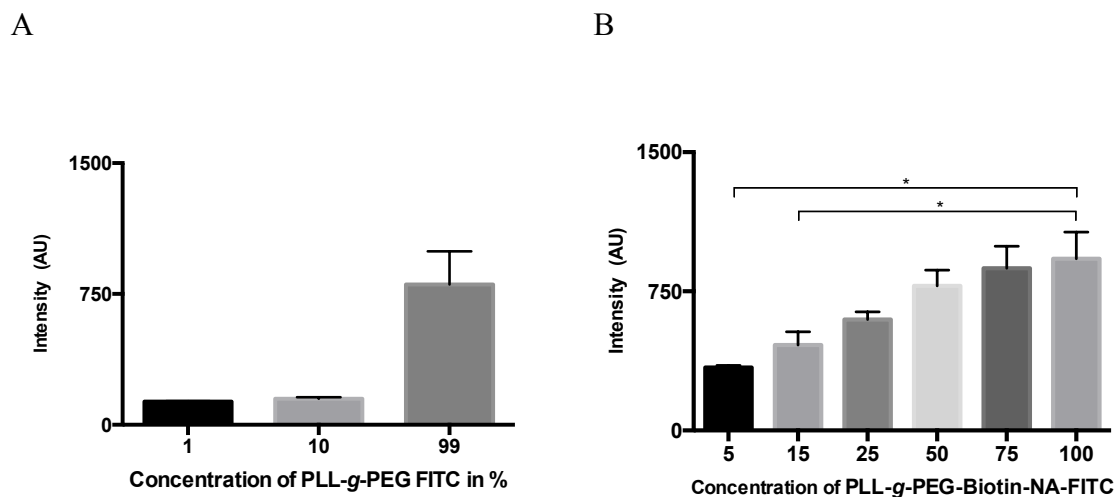 A
1500
750
0
Intensity (AU)
1
10
99
Concentration of PLL-g-PEG FITC in %
B
1500
750
0
Intensity (AU)
*
*
5
15
25
50
75
100
Concentration of PLL-g-PEG-Biotin-NA-FITC